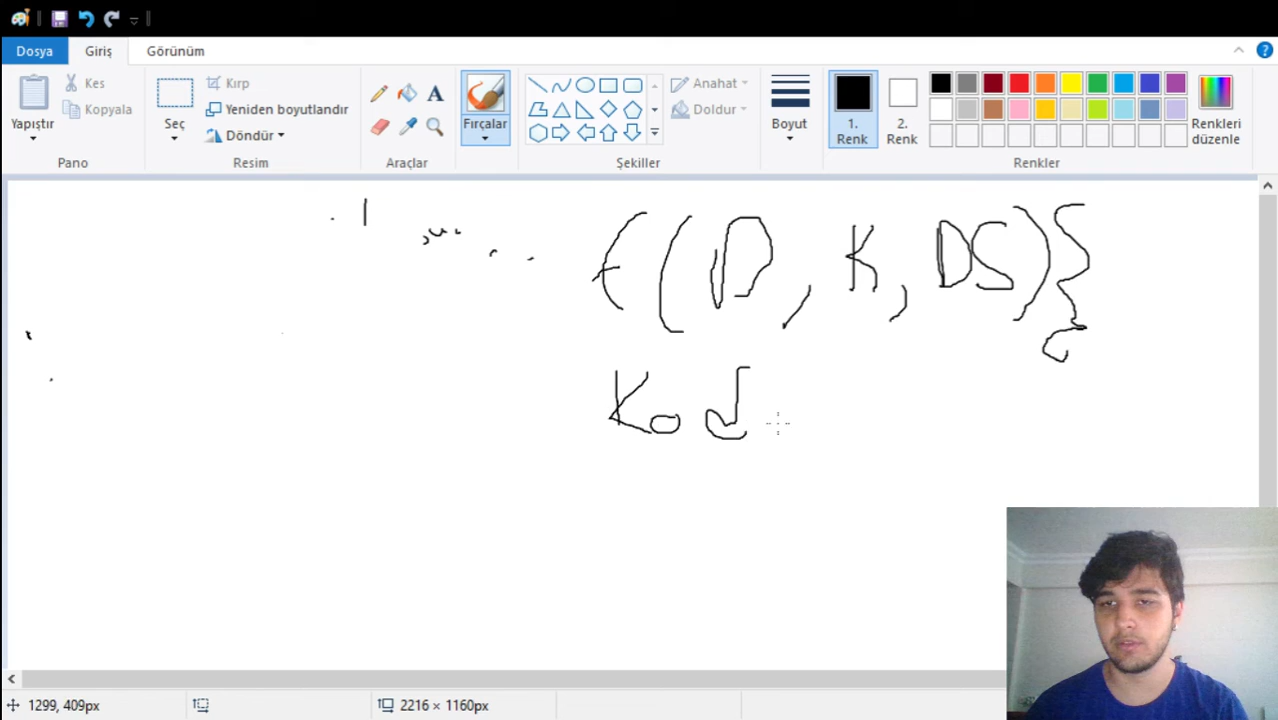 Dosya Giriş Görünüm
Yapıştır
Kes
Kopyala
Pano
Seç
Kırp
Yeniden boyutlandır
Döndür
Resim
A
Araçlar
Fırçalar
Şekiller
Anahat
Doldur
Boyut
1. Renk
2. Renk
Renkleri düzenle
Renkler
f(D, K, DS){
Kod
1299, 409px
2216 × 1160px